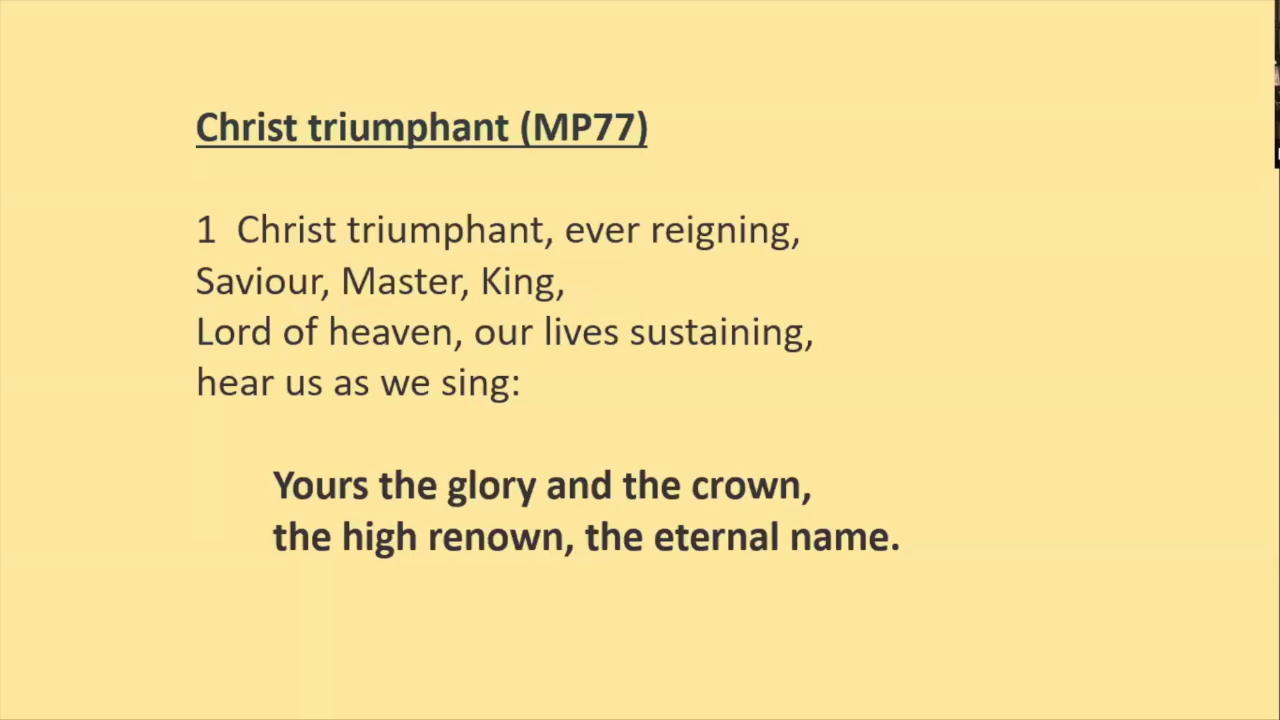 Christ triumphant (MP77)
1 Christ triumphant, ever reigning,
Saviour, Master, King,
Lord of heaven, our lives sustaining,
hear us as we sing:
Yours the glory and the crown,
the high renown, the eternal name.